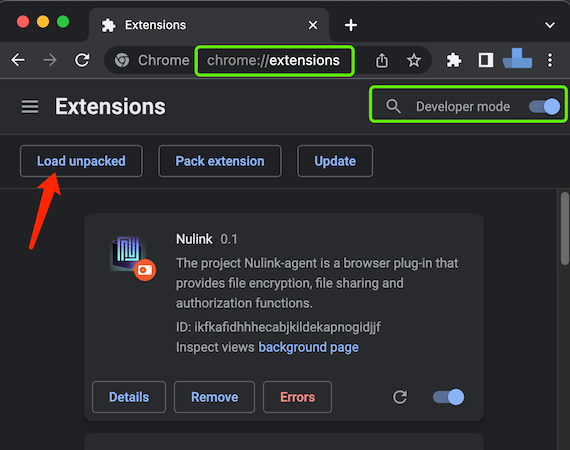 Extensions
Chrome chrome://extensions
Extensions Developer mode
Load unpacked Pack extension Update
Nulink 0.1
The project Nulink-agent is a browser plug-in that
provides file encryption, file sharing and
authorization functions.
ID: ikfkafidhhhecabjkildekapnogidjjf
Inspect views background page
Details Remove Errors